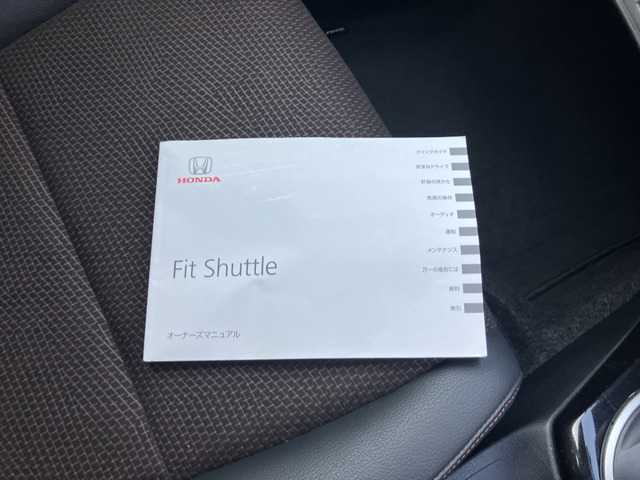 HONDA
Fit Shuttle
オーナーズマニュアル
クイックガイド
安全なドライブ
計器の見かた
各部の操作
オーディオ
運転
メンテナンス
万一の場合には
資料
索引